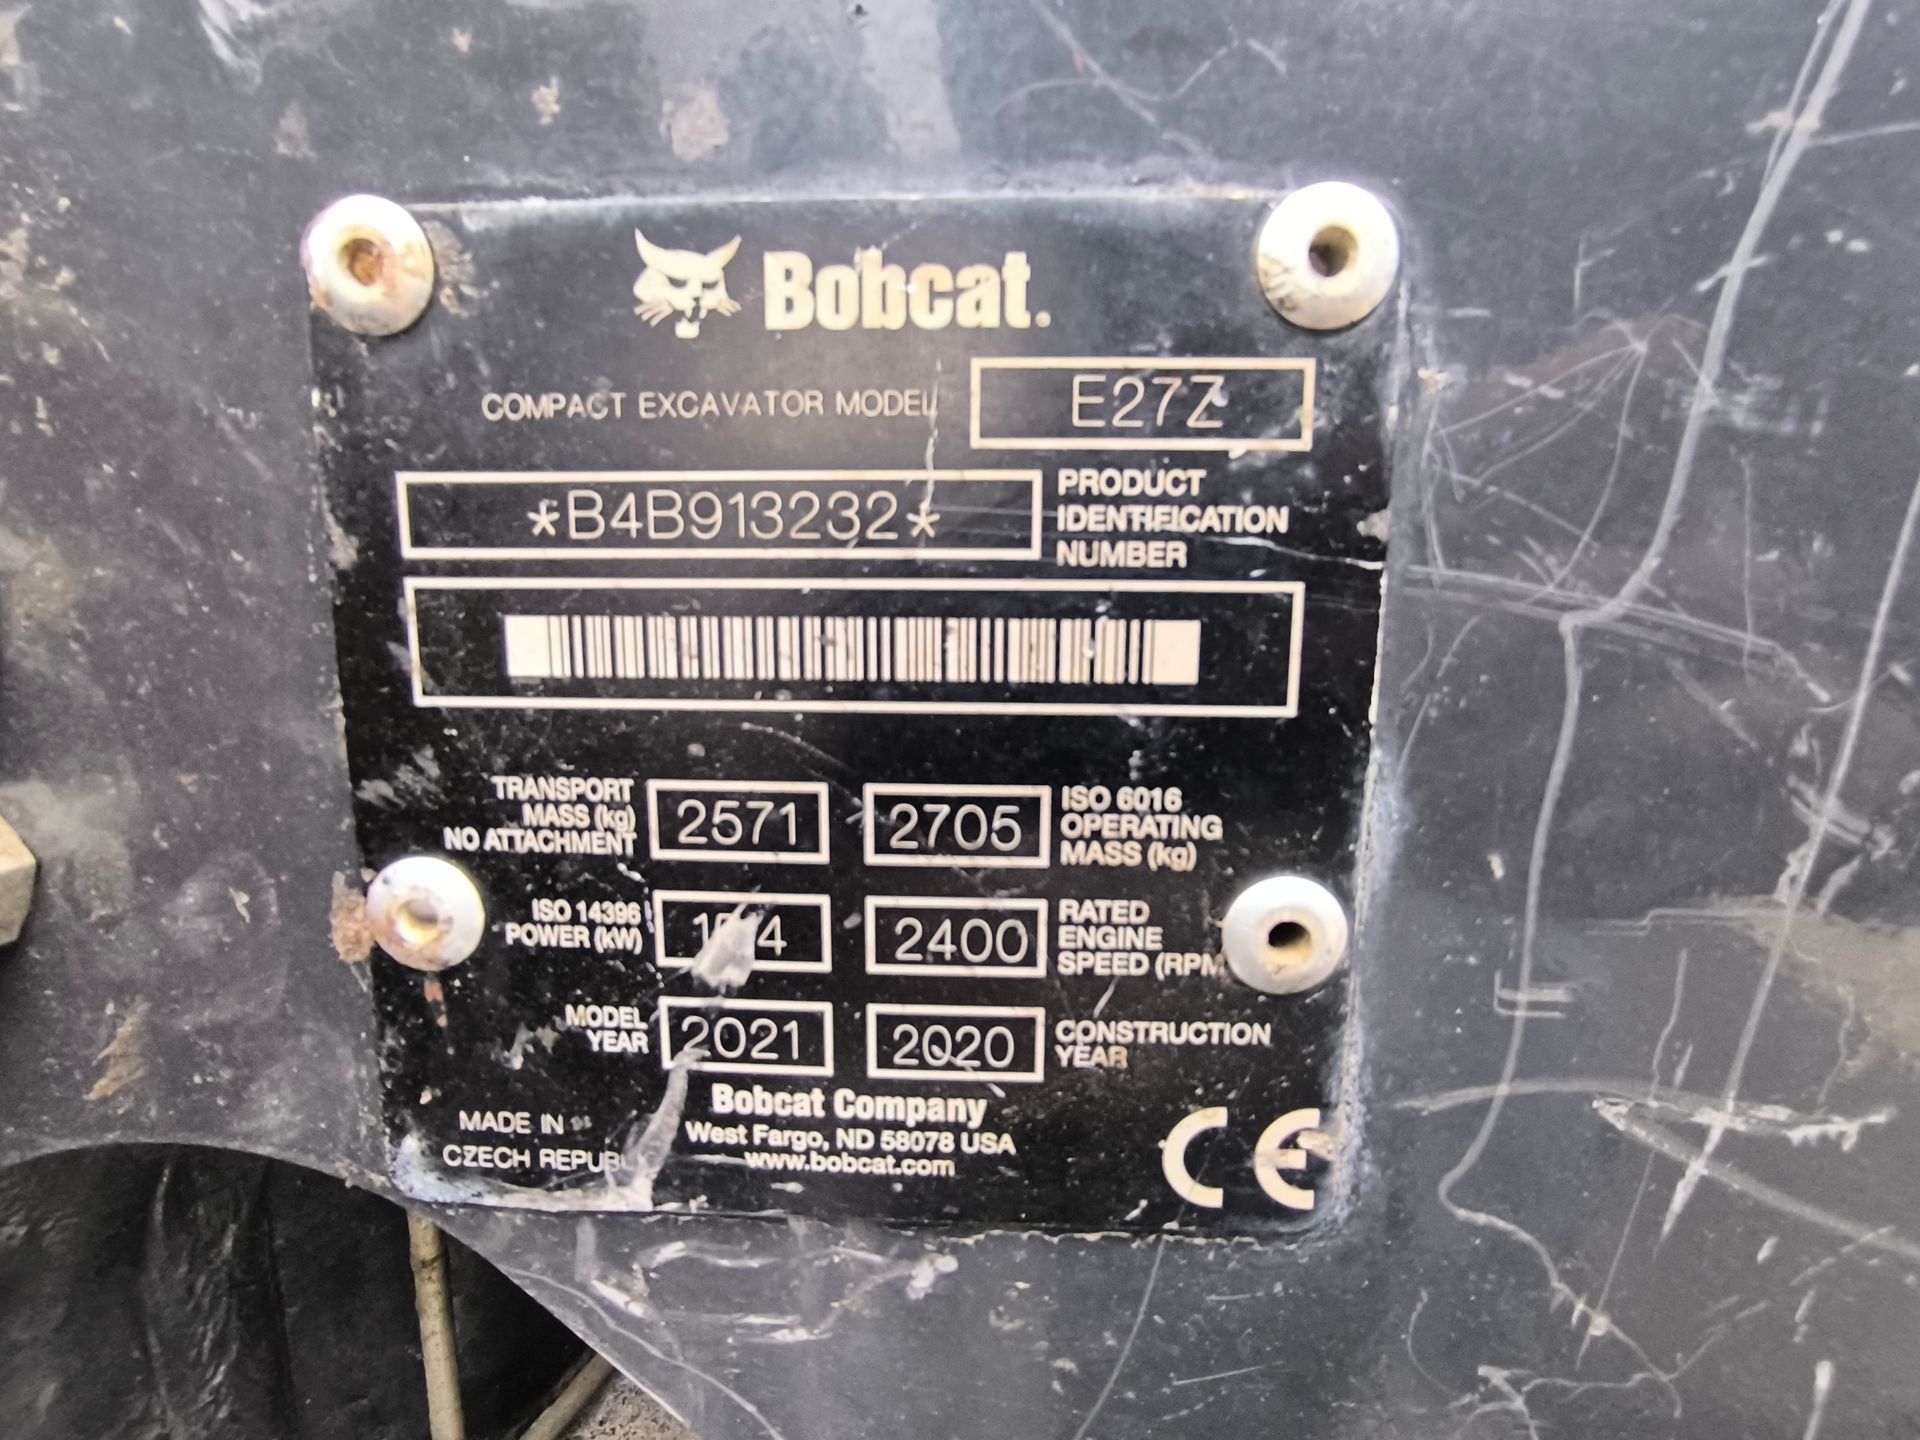 Bobcat.
COMPACT EXCAVATOR MODEL E27Z
*B4B913232* PRODUCT
IDENTIFICATION
NUMBER
TRANSPORT
MASS (kg)
NO ATTACHMENT
2571
2705
ISO 6016
OPERATING
MASS (kg)
ISO 14396
POWER (kW)
2400
RATED
ENGINE
SPEED
MODEL
YEAR
2021
2020
CONSTRUCTION
YEAR
Bobcat Company
West Fargo, ND 58078 USA
www.bobcat.com
MADE IN
CZECH
CE